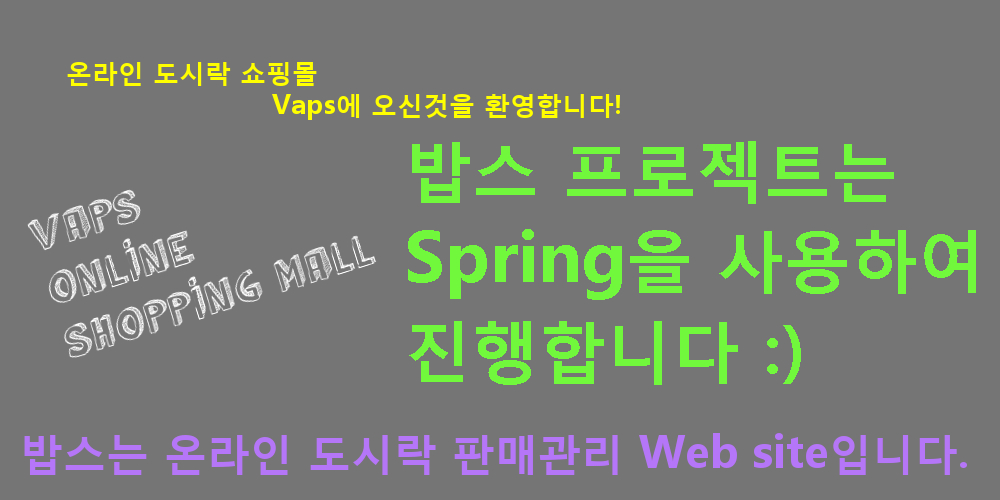 온라인 도시락 쇼핑몰
Vaps에 오신것을 환영합니다!
밥스 프로젝트는
Spring을 사용하여
진행합니다 :)
VAPS
ONLINE
SHOPPING MALL
밥스는 온라인 도시락 판매관리 Web site입니다.